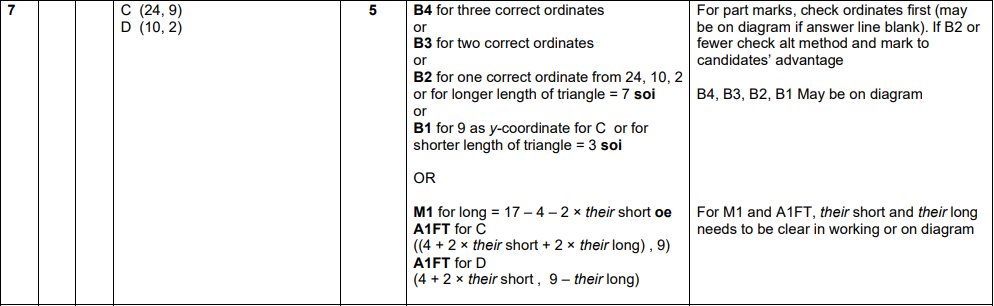 7
C (24, 9)
D (10, 2)
5
B4 for three correct ordinates
or
B3 for two correct ordinates
or
B2 for one correct ordinate from 24, 10, 2
or for longer length of triangle = 7 soi
or
B1 for 9 as y-coordinate for C or for
shorter length of triangle = 3 soi
OR
M1 for long = 17 – 4 – 2 × their short oe
A1FT for C
((4 + 2 × their short + 2 × their long) , 9)
A1FT for D
(4 + 2 × their short , 9 – their long)
For part marks, check ordinates first (may
be on diagram if answer line blank). If B2 or
fewer check alt method and mark to
candidates’ advantage
B4, B3, B2, B1 May be on diagram
For M1 and A1FT, their short and their long
needs to be clear in working or on diagram